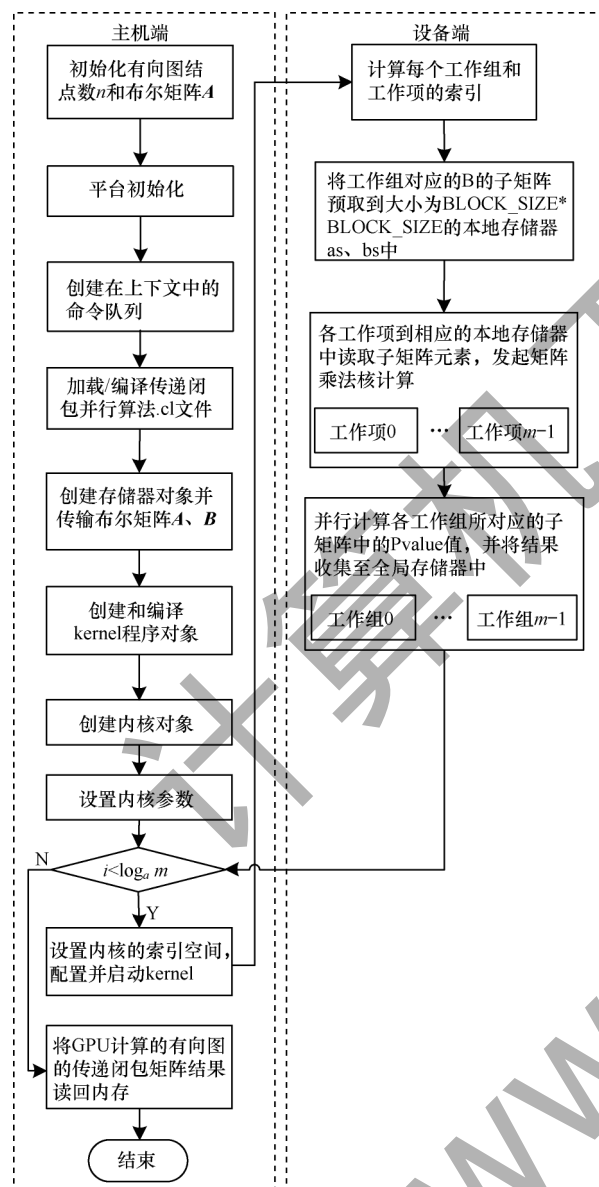 主机端
初始化有向图结
点数n和布尔矩阵A
平台初始化
创建在上下文中的
命令队列
加载/编译传递闭
包并行算法.cl文件
创建存储器对象并
传输布尔矩阵A、B
创建和编译
kernel程序对象
创建内核对象
设置内核参数
N
i<logₐ m
Y
设置内核的索引空间,
配置并启动kernel
将GPU计算的有向图
的传递闭包矩阵结果
读回内存
结束
设备端
计算每个工作组和
工作项的索引
将工作组对应的B的子矩阵
预取到大小为BLOCK_SIZE*
BLOCK_SIZE的本地存储器
as、bs中
各工作项到相应的本地存储器
中读取子矩阵元素，发起矩阵
乘法核计算
工作项0 … 工作项m-1
并行计算各工作组所对应的子
矩阵中的Pvalue值，并将结果
收集至全局存储器中
工作组0 … 工作组m-1
计算机
www